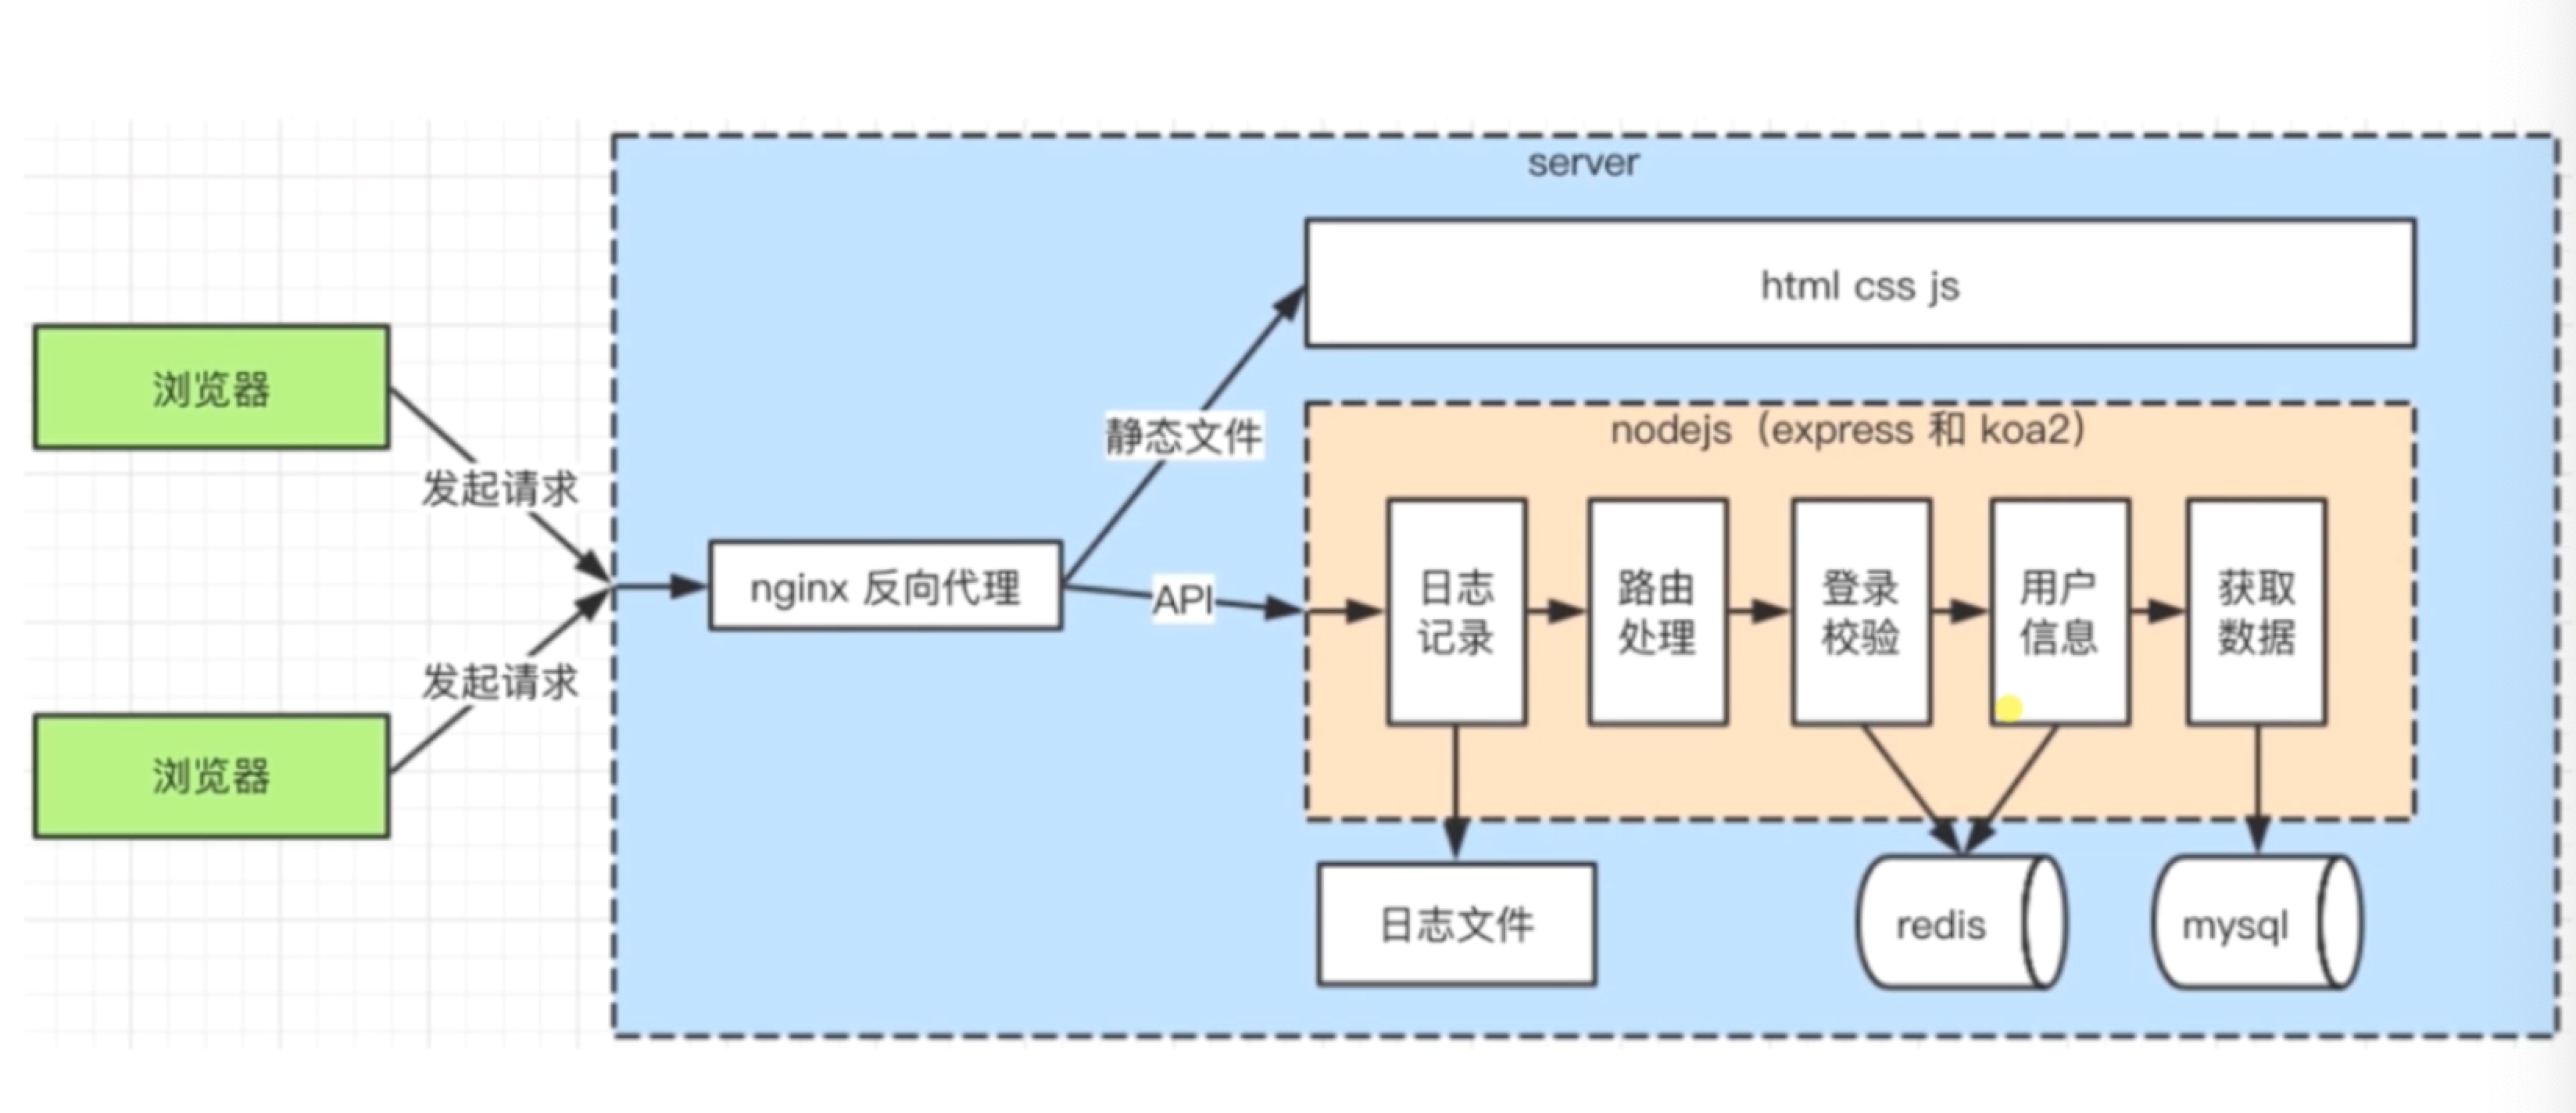 server
html css js
浏览器
静态文件
nodejs（express 和 koa2）
发起请求
nginx 反向代理
API
日志
记录
路由
处理
登录
校验
用户
信息
获取
数据
发起请求
浏览器
日志文件
redis
mysql